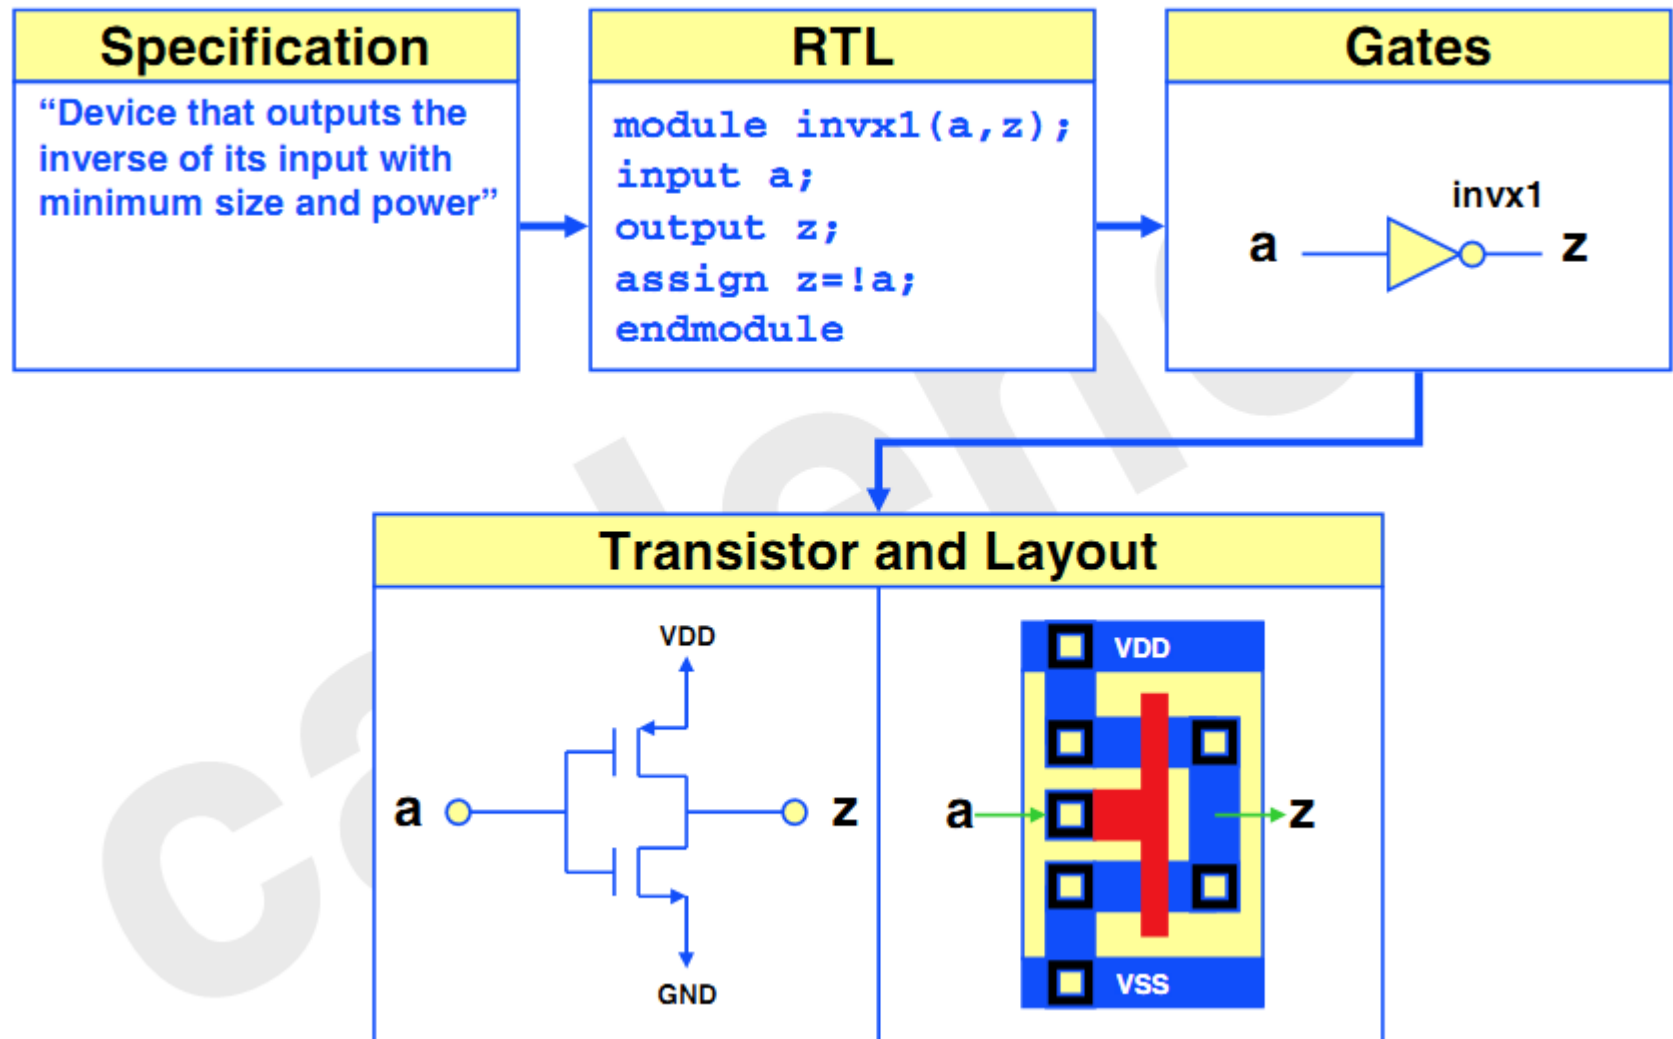 Specification
“Device that outputs the
inverse of its input with
minimum size and power”
RTL
module invx1(a,z);
input a;
output z;
assign z=!a;
endmodule
Gates
invx1
a
z
Transistor and Layout
VDD
a
z
GND
VDD
a
z
VSS
cadence